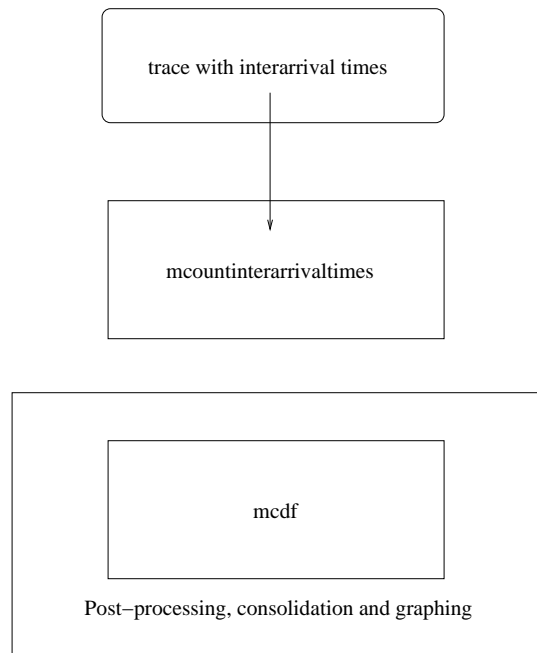 trace with interarrival times
mcountinterarrivaltimes
mcdf
Post−processing, consolidation and graphing